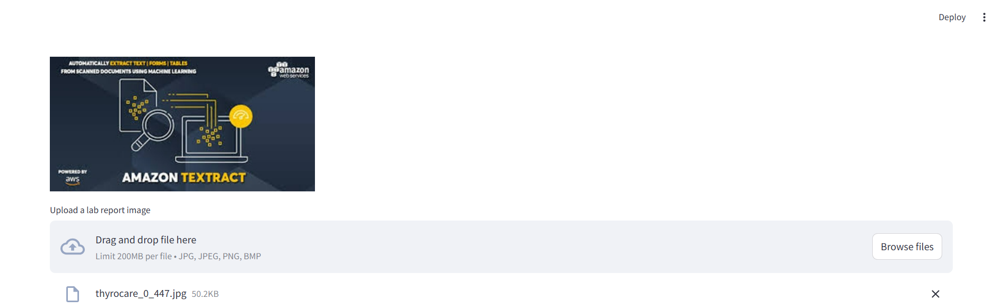 Deploy
AUTOMATICALLY EXTRACT TEXT | FORMS | TABLES
FROM SCANNED DOCUMENTS USING MACHINE LEARNING
amazon
web services
POWERED BY
aws
AMAZON TEXTRACT
Upload a lab report image
Drag and drop file here
Limit 200MB per file • JPG, JPEG, PNG, BMP
Browse files
thyrocare_0_447.jpg 50.2KB